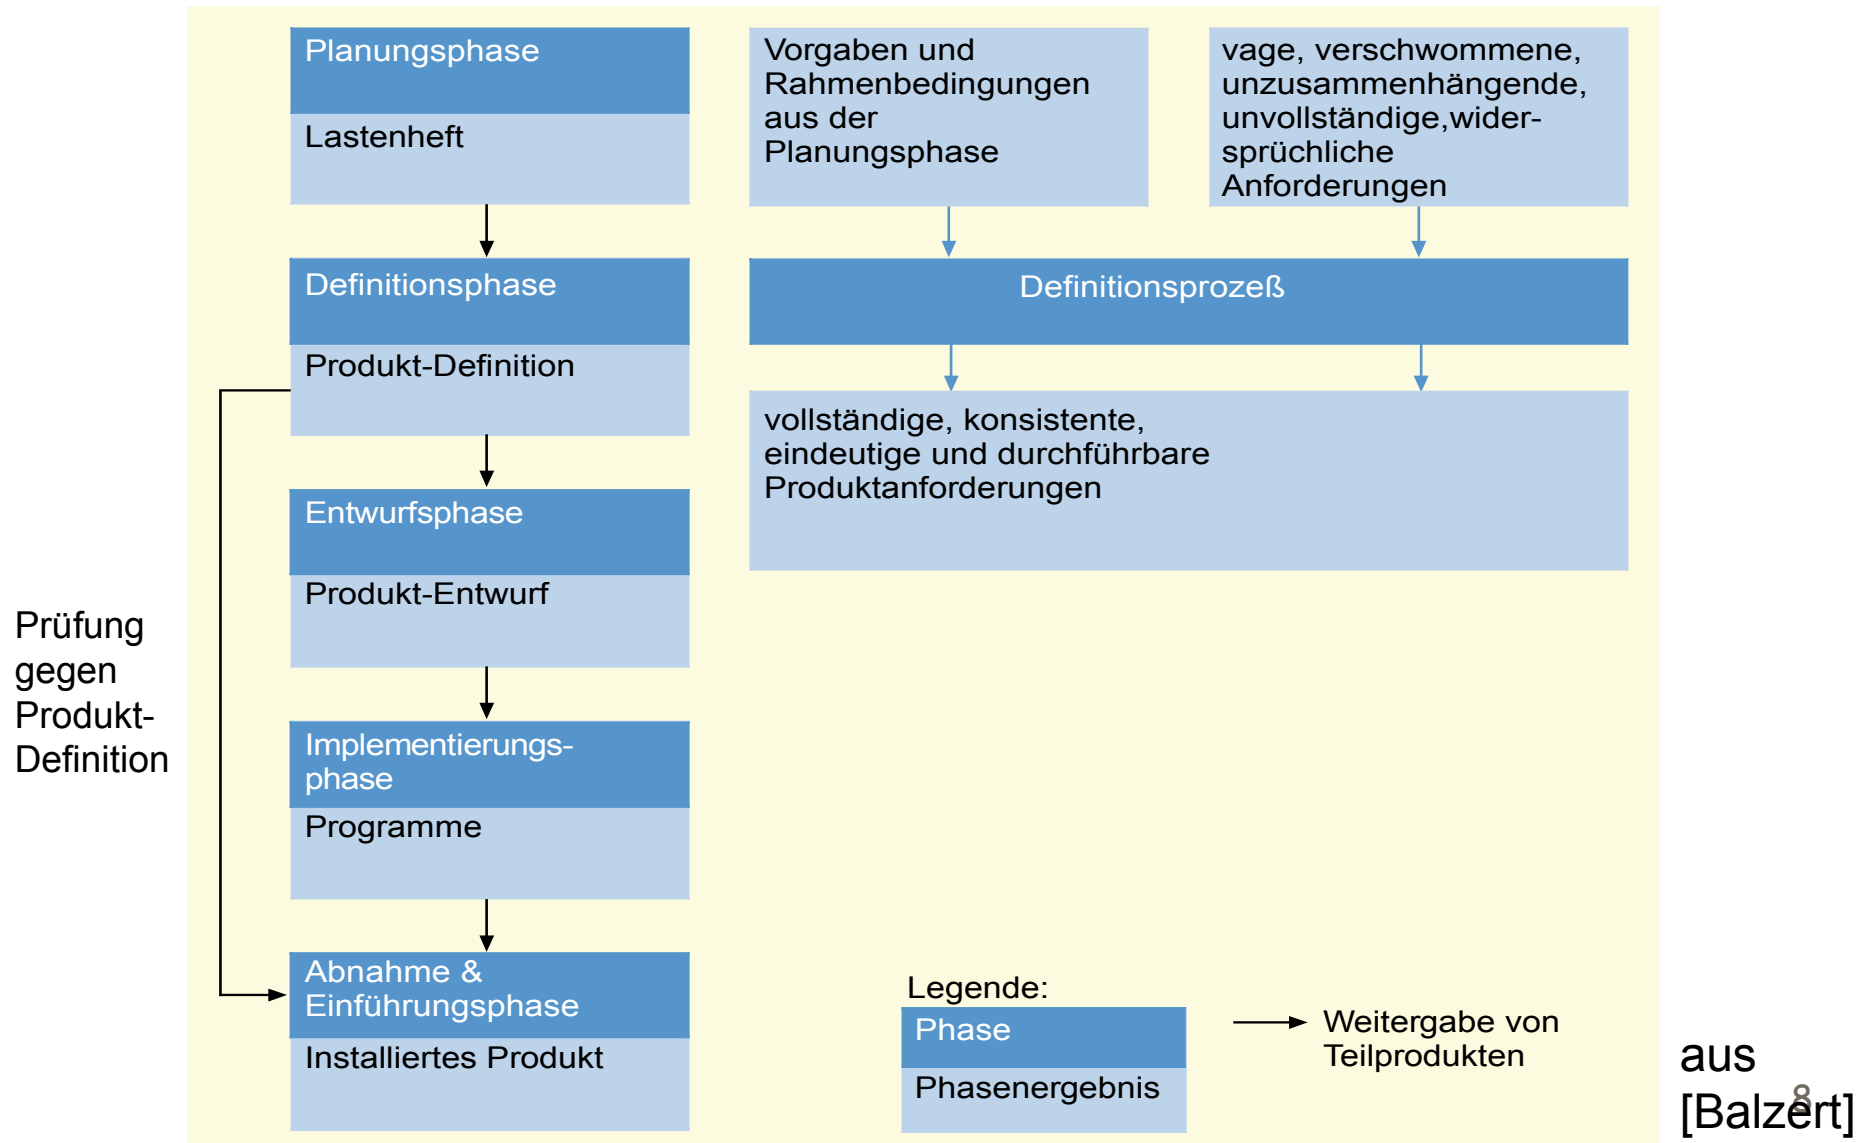 Planungsphase
Lastenheft
Definitionsphase
Produkt-Definition
Entwurfsphase
Produkt-Entwurf
Implementierungs-
phase
Programme
Abnahme &
Einführungsphase
Installiertes Produkt
Prüfung
gegen
Produkt-
Definition
Vorgaben und
Rahmenbedingungen
aus der
Planungsphase
vage, verschwommene,
unzusammenhängende,
unvollständige,wider-
sprüchliche
Anforderungen
Definitionsprozeß
vollständige, konsistente,
eindeutige und durchführbare
Produktanforderungen
Legende:
Phase
Phasenergebnis
Weitergabe von
Teilprodukten
aus
[Balzert]
8